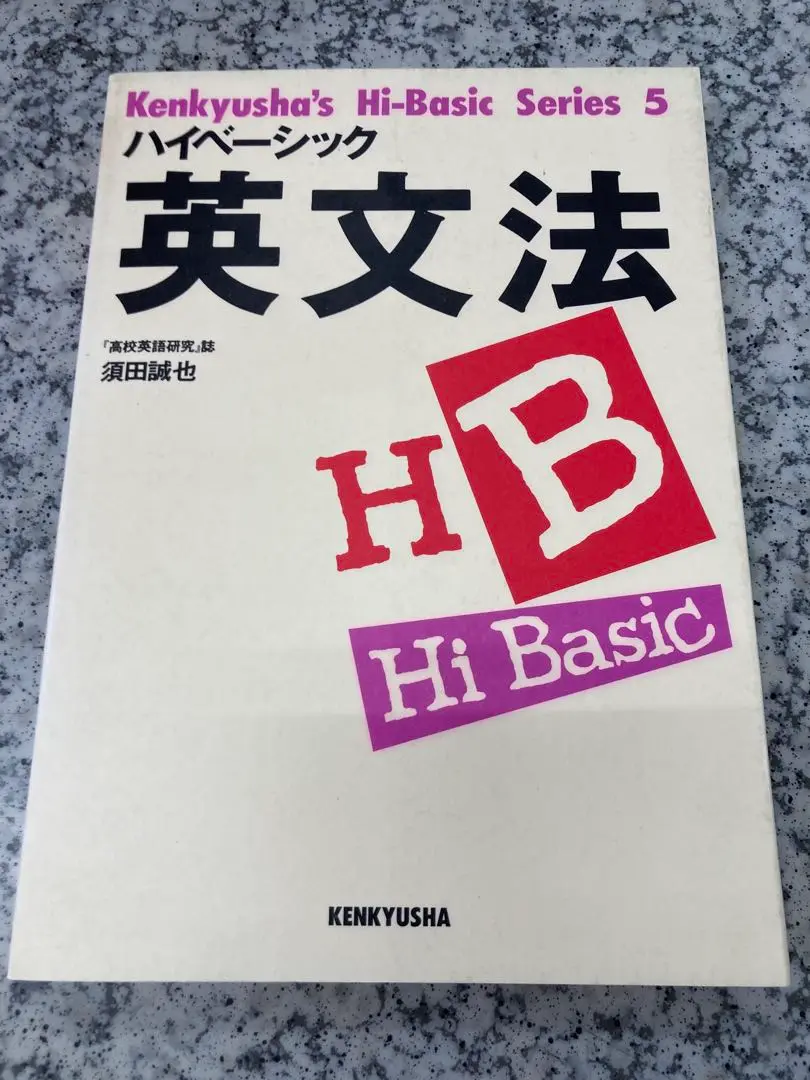 Kenkyusha's Hi-Basic Series 5
ハイベーシック
英文法
『高校英語研究』誌
須田誠也
HB
Hi Basic
KENKYUSHA